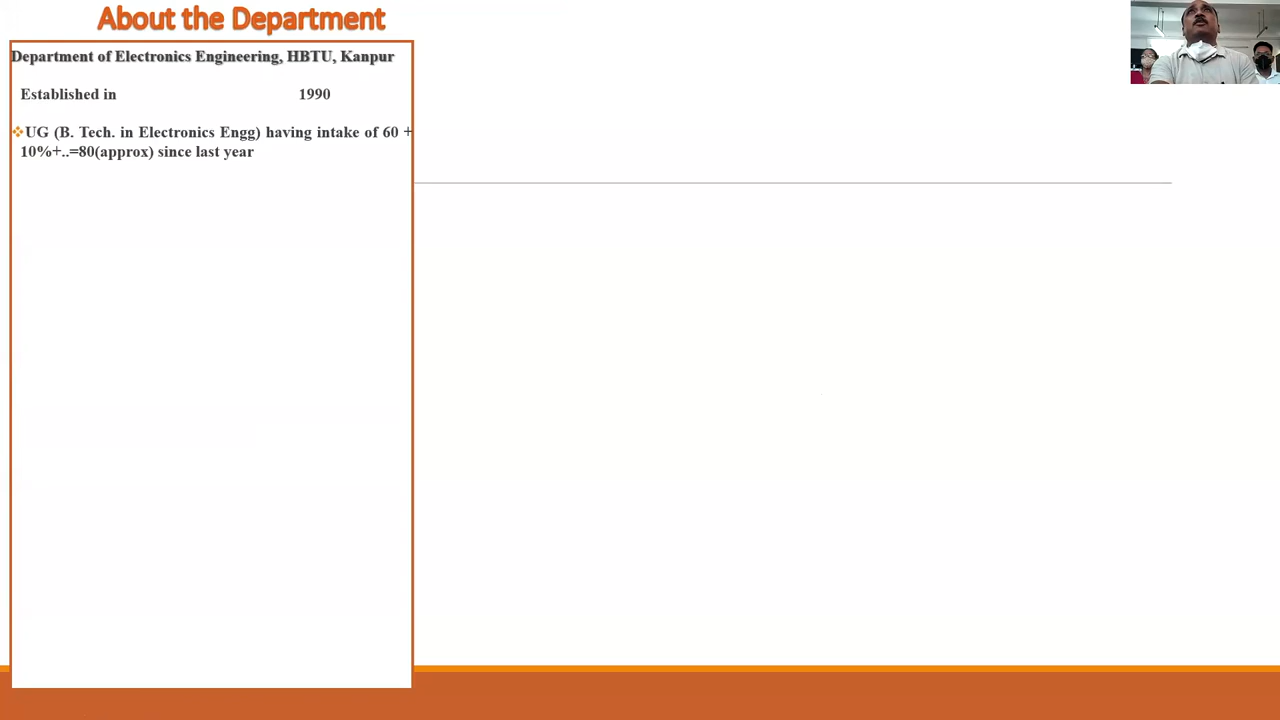 About the Department
Department of Electronics Engineering, HBTU, Kanpur
Established in 1990
❖UG (B. Tech. in Electronics Engg) having intake of 60 +
10%+..=80(approx) since last year